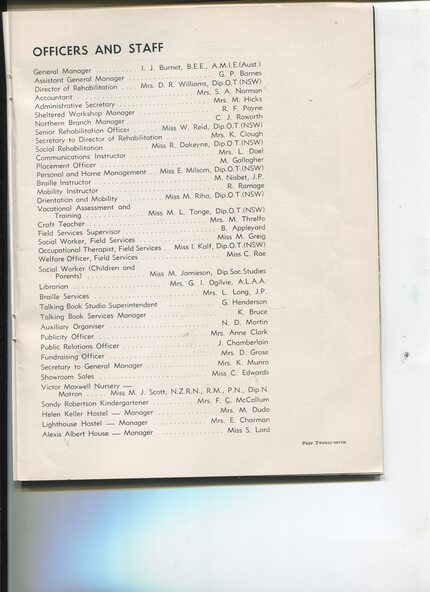 OFFICERS AND STAFF
General Manager .......... I. J. Burnet, B.E.E., A.M.I.E.(Aust.)
Assistant General Manager .......... G. P. Barnes
Director of Rehabilitation ..... Mrs. D. R. Williams, Dip.O.T.(NSW)
Accountant .......... Mrs. S. A. Norman
Administrative Secretary .......... Mrs. M. Hicks
Sheltered Workshop Manager .......... R. F. Payne
Northern Branch Manager .......... C. J. Roworth
Senior Rehabilitation Officer ....... Miss W. Reid, Dip.O.T.(NSW)
Secretary to Director of Rehabilitation ..... Mrs. K. Clough
Social Rehabilitation ..... Miss R. Dakeyne, Dip.O.T.(NSW)
Communications Instructor .......... Mrs. L. Doel
Placement Officer .......... M. Gallagher
Personal and Home Management .. Miss E. Milsom, Dip.O.T.(NSW)
Braille Instructor .......... M. Nisbet, J.P.
Mobility Instructor .......... R. Ramage
Orientation and Mobility ....... Miss M. Riha, Dip.O.T.(NSW)
Vocational Assessment and
Training .......... Miss M. L. Tonge, Dip.O.T.(NSW)
Craft Teacher .......... Mrs. M. Threlfo
Field Services Supervisor .......... B. Appleyard
Social Worker, Field Services .......... Miss M. Greig
Occupational Therapist, Field Services .. Miss I. Kalf, Dip.O.T.(NSW)
Welfare Officer, Field Services .......... Miss C. Rae
Social Worker (Children and
Parents) .......... Miss M. Jamieson, Dip.Soc.Studies
Librarian .......... Mrs. G. I. Ogilvie, A.L.A.A.
Braille Services .......... Mrs. L. Long, J.P.
Talking Book Studio Superintendent .......... G. Henderson
Talking Book Services Manager .......... K. Bruce
Auxiliary Organiser .......... N. D. Martin
Publicity Officer .......... Mrs. Anne Clark
Public Relations Officer .......... J. Chamberlain
Fundraising Officer .......... Mrs. D. Grose
Secretary to General Manager .......... Mrs. K. Munro
Showroom Sales .......... Miss C. Edwards
Victor Maxwell Nursery —
Matron ..... Miss M. J. Scott, N.Z.R.N., R.M., P.N., Dip.N.
Sandy Robertson Kindergarten .......... Mrs. F. C. McCallum
Helen Keller Hostel — Manager .......... Mrs. M. Duda
Lighthouse Hostel — Manager .......... Mrs. E. Charman
Alexis Albert House — Manager .......... Miss S. Lord
Page Twenty-seven